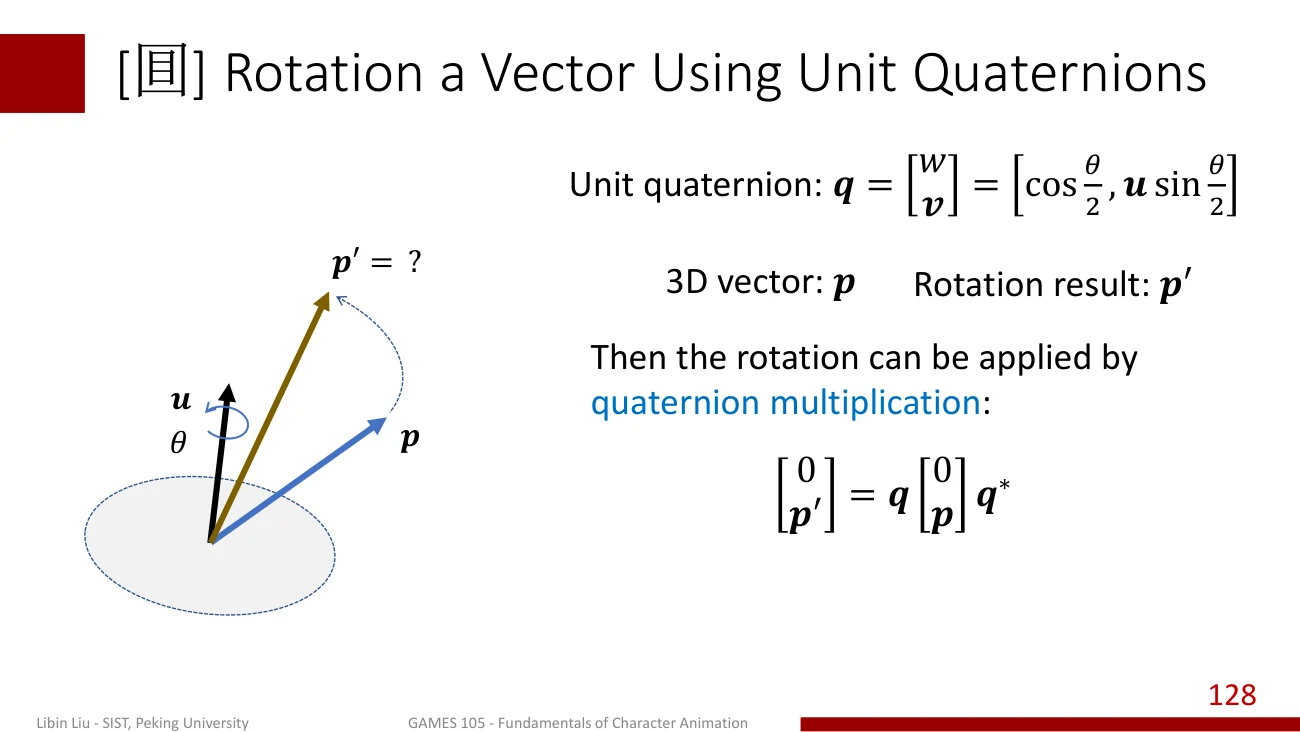 [囯] Rotation a Vector Using Unit Quaternions
Unit quaternion: q = [w v] = [cos θ/2 , u sin θ/2]
p′ = ?
3D vector: p Rotation result: p′
Then the rotation can be applied by
quaternion multiplication:
u
θ
p
[0 p′] = q [0 p] q*
128
Libin Liu - SIST, Peking University GAMES 105 - Fundamentals of Character Animation